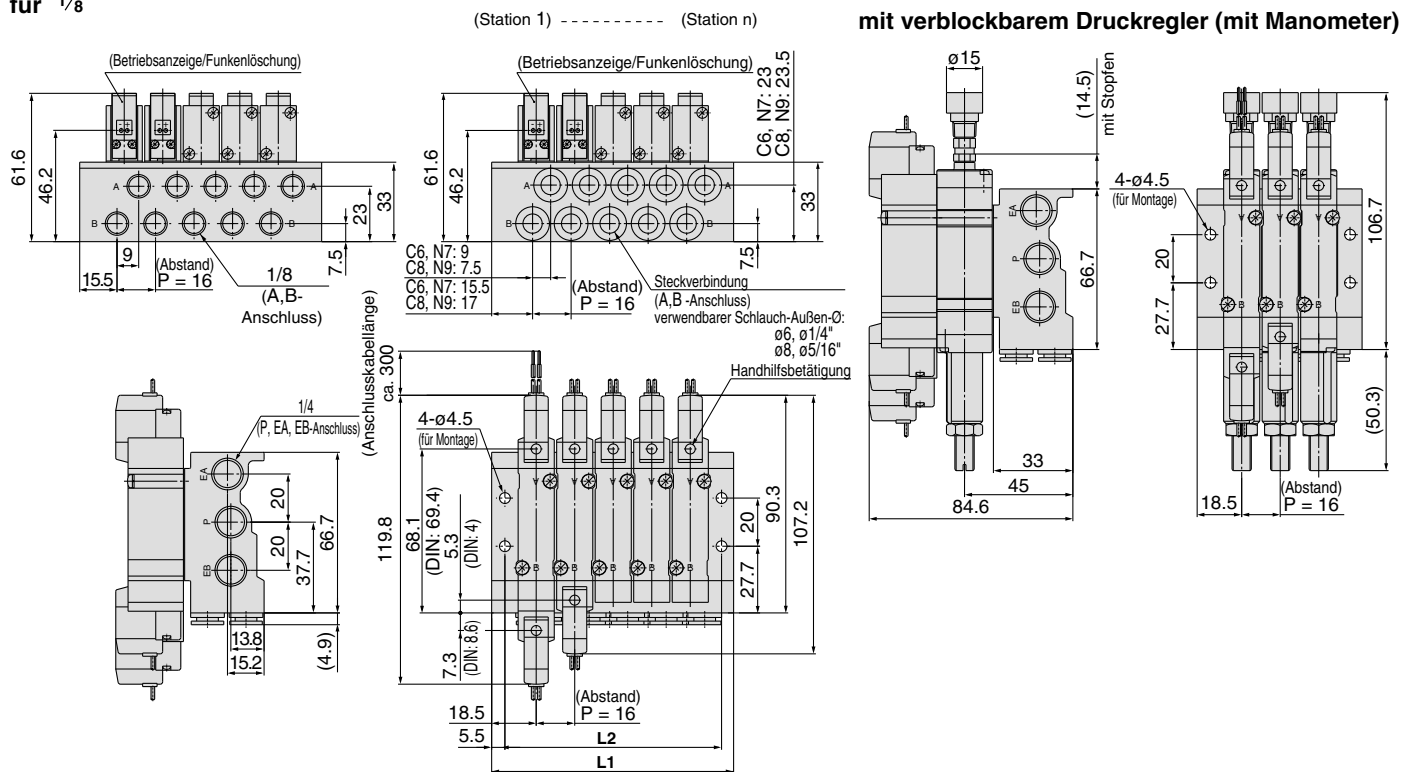 für 1/8
(Station 1) ---------- (Station n)
mit verblockbarem Druckregler (mit Manometer)
(Betriebsanzeige/Funkenlöschung)
61.6
46.2
A
A
B
B
33
23
7.5
9
15.5
(Abstand)
P = 16
1/8
(A,B-
Anschluss)
(Betriebsanzeige/Funkenlöschung)
C6, N7: 23
C8, N9: 23.5
61.6
46.2
A
A
B
B
33
7.5
C6, N7: 9
C8, N9: 7.5
C6, N7: 15.5
C8, N9: 17
(Abstand)
P = 16
Steckverbindung
(A,B -Anschluss)
verwendbarer Schlauch-Außen-Ø:
ø6, ø1/4"
ø8, ø5/16"
Handhilfsbetätigung
ø15
(14.5)
mit Stopfen
EA
P
EB
66.7
33
45
84.6
4-ø4.5
(für Montage)
20
27.7
A
A
A
B
B
B
106.7
(50.3)
18.5
(Abstand)
P = 16
1/4
(P, EA, EB-Anschluss)
EA
P
EB
20
20
37.7
66.7
13.8
15.2
(4.9)
(Anschlusskabellänge)
ca. 300
4-ø4.5
(für Montage)
119.8
68.1
(DIN: 69.4)
5.3
(DIN: 4)
7.3
(DIN: 8.6)
A
A
A
A
A
B
B
B
B
B
20
27.7
90.3
107.2
18.5
(Abstand)
P = 16
5.5
L2
L1